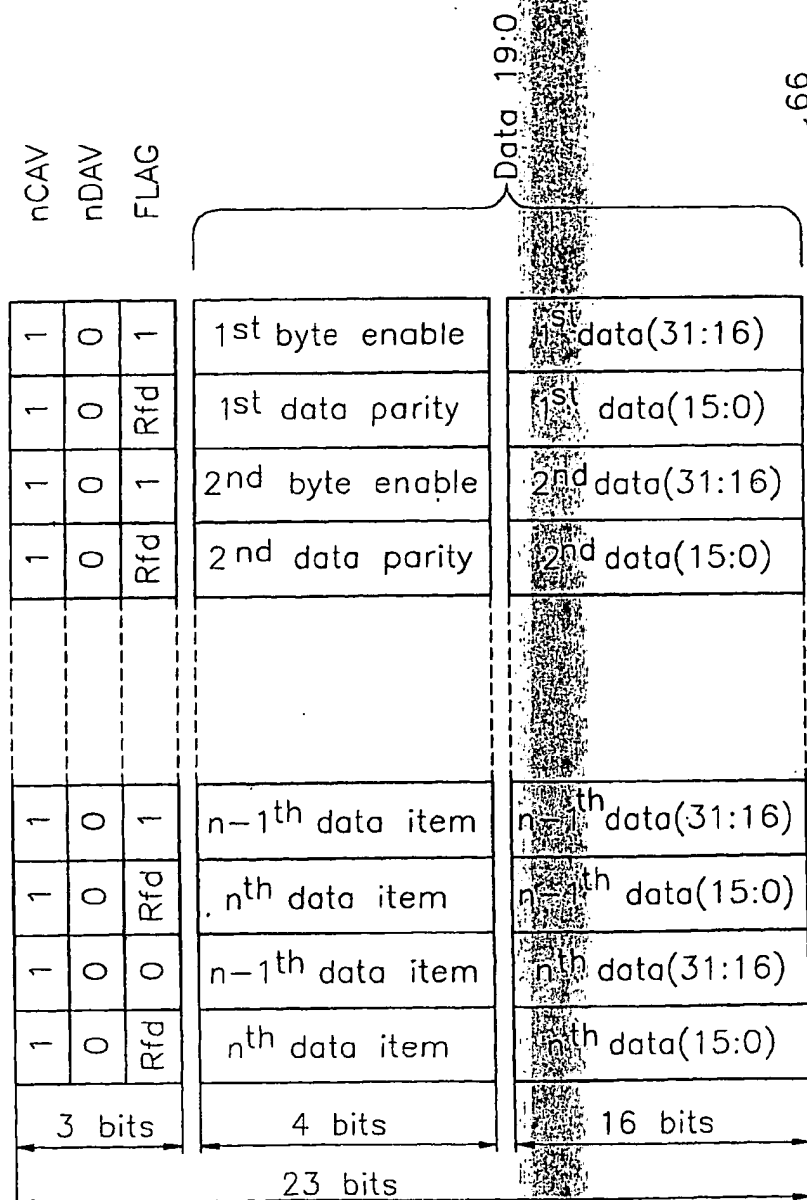 nCAV
nDAV
FLAG
Data 19:0
66
1 0 1 1st byte enable 1st data(31:16)
1 0 Rfd 1st data parity 1st data(15:0)
1 0 1 2nd byte enable 2nd data(31:16)
1 0 Rfd 2nd data parity 2nd data(15:0)
1 0 1 n-1th data item n-1th data(31:16)
1 0 Rfd nth data item n-1th data(15:0)
1 0 0 n-1th data item nth data(31:16)
1 0 Rfd nth data item nth data(15:0)
3 bits 4 bits 16 bits
23 bits